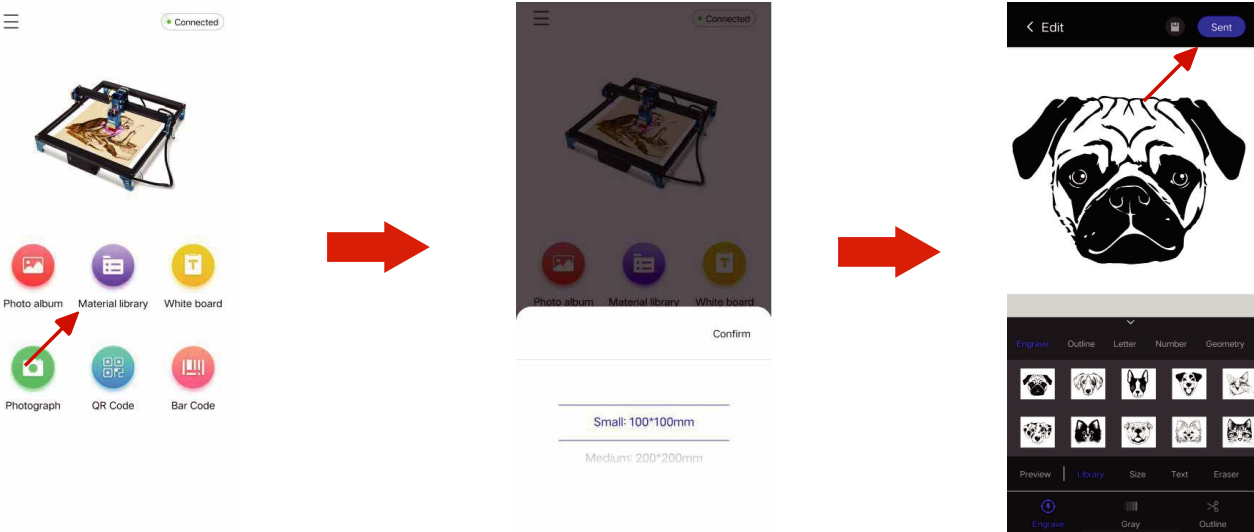 Connected
Photo album Material library White board
Photograph QR Code Bar Code
Connected
Photo album Material library White board
Confirm
Small: 100*100mm
Medium: 200*200mm
Edit Sent
Engrave Outline Letter Number Geometry
Preview Library Size Text Eraser
Engrave Gray Outline